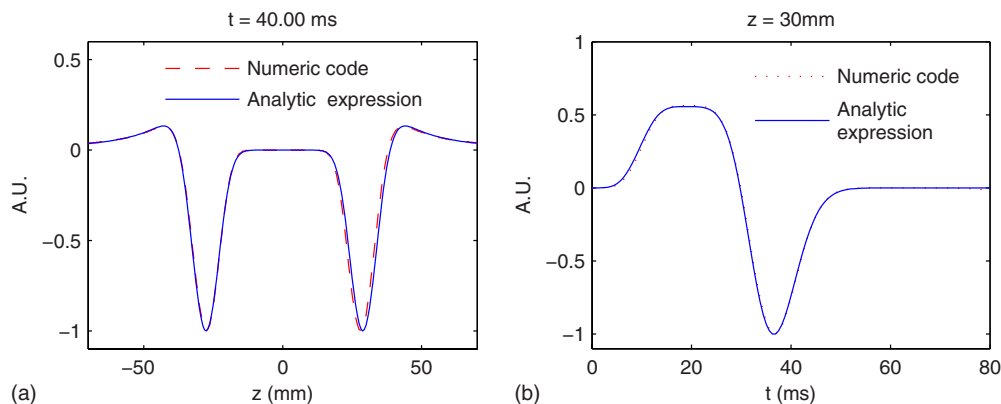 t = 40.00 ms
0.5
0
−0.5
−1
A.U.
Numeric code
Analytic expression
−50
0
50
(a)
z (mm)
z = 30mm
1
0.5
0
−0.5
−1
A.U.
Numeric code
Analytic
expression
0
20
40
60
80
(b)
t (ms)